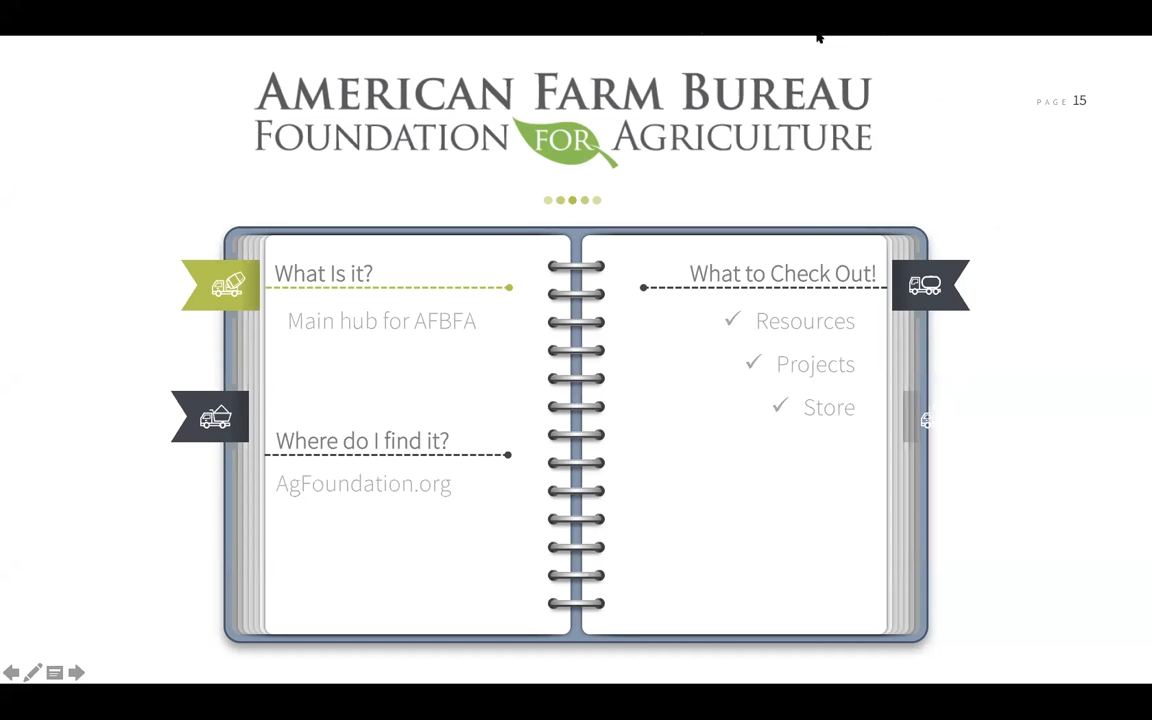 AMERICAN FARM BUREAU
FOUNDATION FOR AGRICULTURE
PAGE 15
What Is it?
Main hub for AFBFA
Where do I find it?
AgFoundation.org
What to Check Out!
✓ Resources
✓ Projects
✓ Store